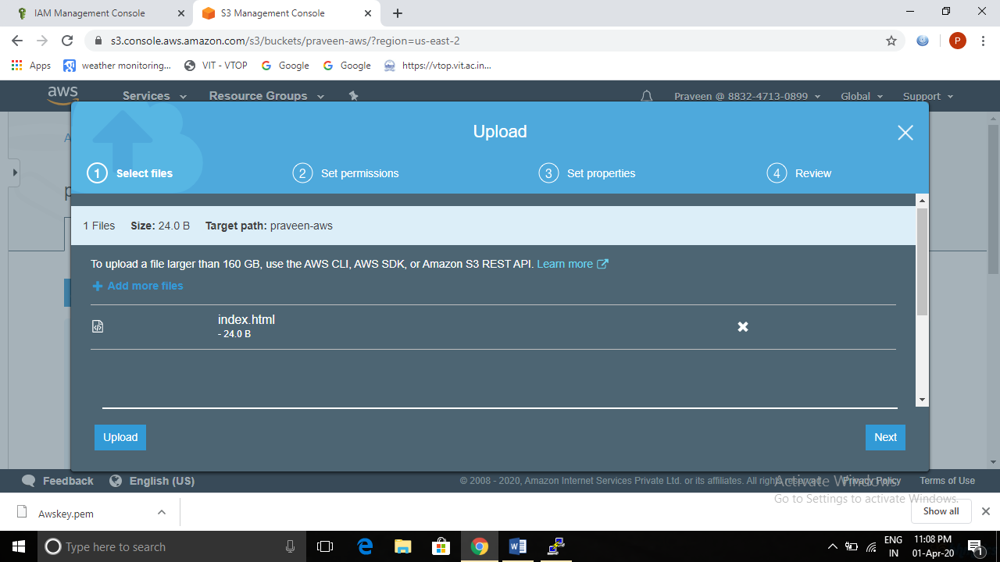 IAM Management Console
S3 Management Console
s3.console.aws.amazon.com/s3/buckets/praveen-aws/?region=us-east-2
P
Apps
weather monitoring...
VIT - VTOP
Google
Google
https://vtop.vit.ac.in...
aws
Services
Resource Groups
Praveen @ 8832-4713-0899
Global
Support
Upload
1 Select files
2 Set permissions
3 Set properties
4 Review
1 Files Size: 24.0 B Target path: praveen-aws
To upload a file larger than 160 GB, use the AWS CLI, AWS SDK, or Amazon S3 REST API. Learn more
Add more files
index.html
- 24.0 B
Upload
Next
Feedback
English (US)
© 2008 - 2020, Amazon Internet Services Private Ltd. or its affiliates. All rights reserved.
Privacy Policy
Terms of Use
Activate Windows
Go to Settings to activate Windows.
Awskey.pem
Show all
Type here to search
ENG
IN
11:08 PM
01-Apr-20
1